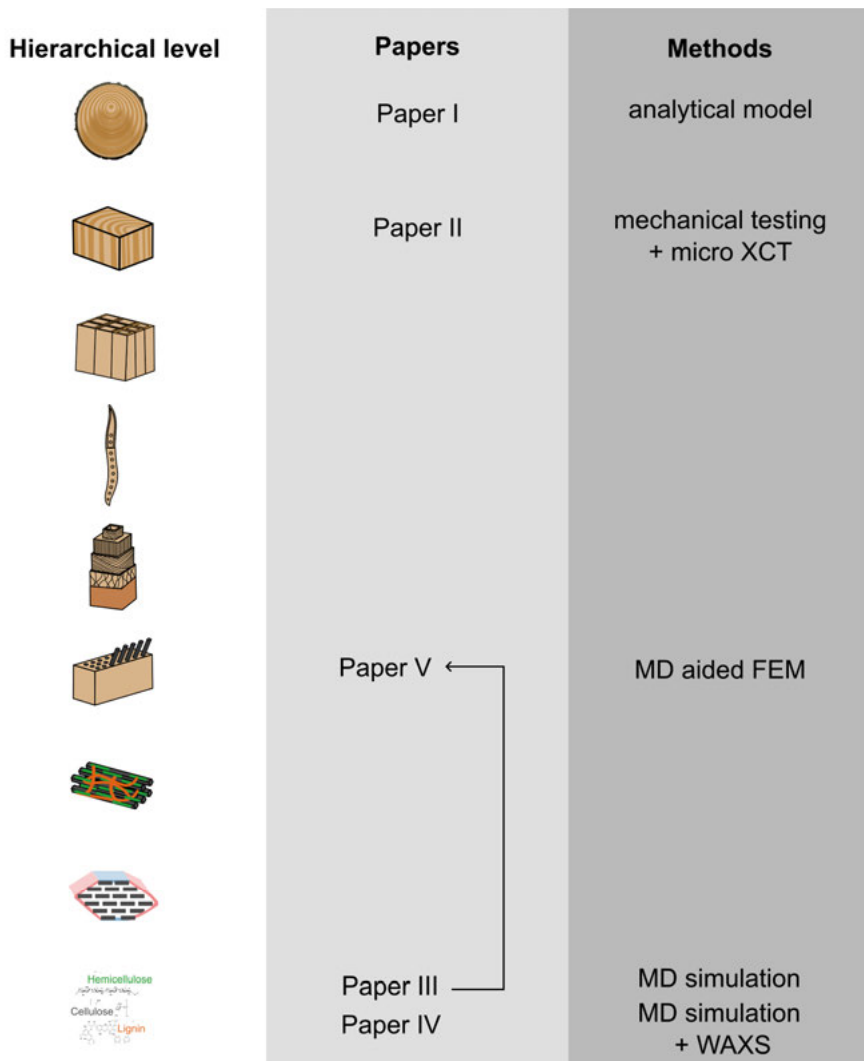 Hierarchical level
Papers
Methods
Paper I
analytical model
Paper II
mechanical testing
+ micro XCT
Paper V
MD aided FEM
Hemicellulose
Cellulose
Lignin
Paper III
MD simulation
Paper IV
MD simulation
+ WAXS